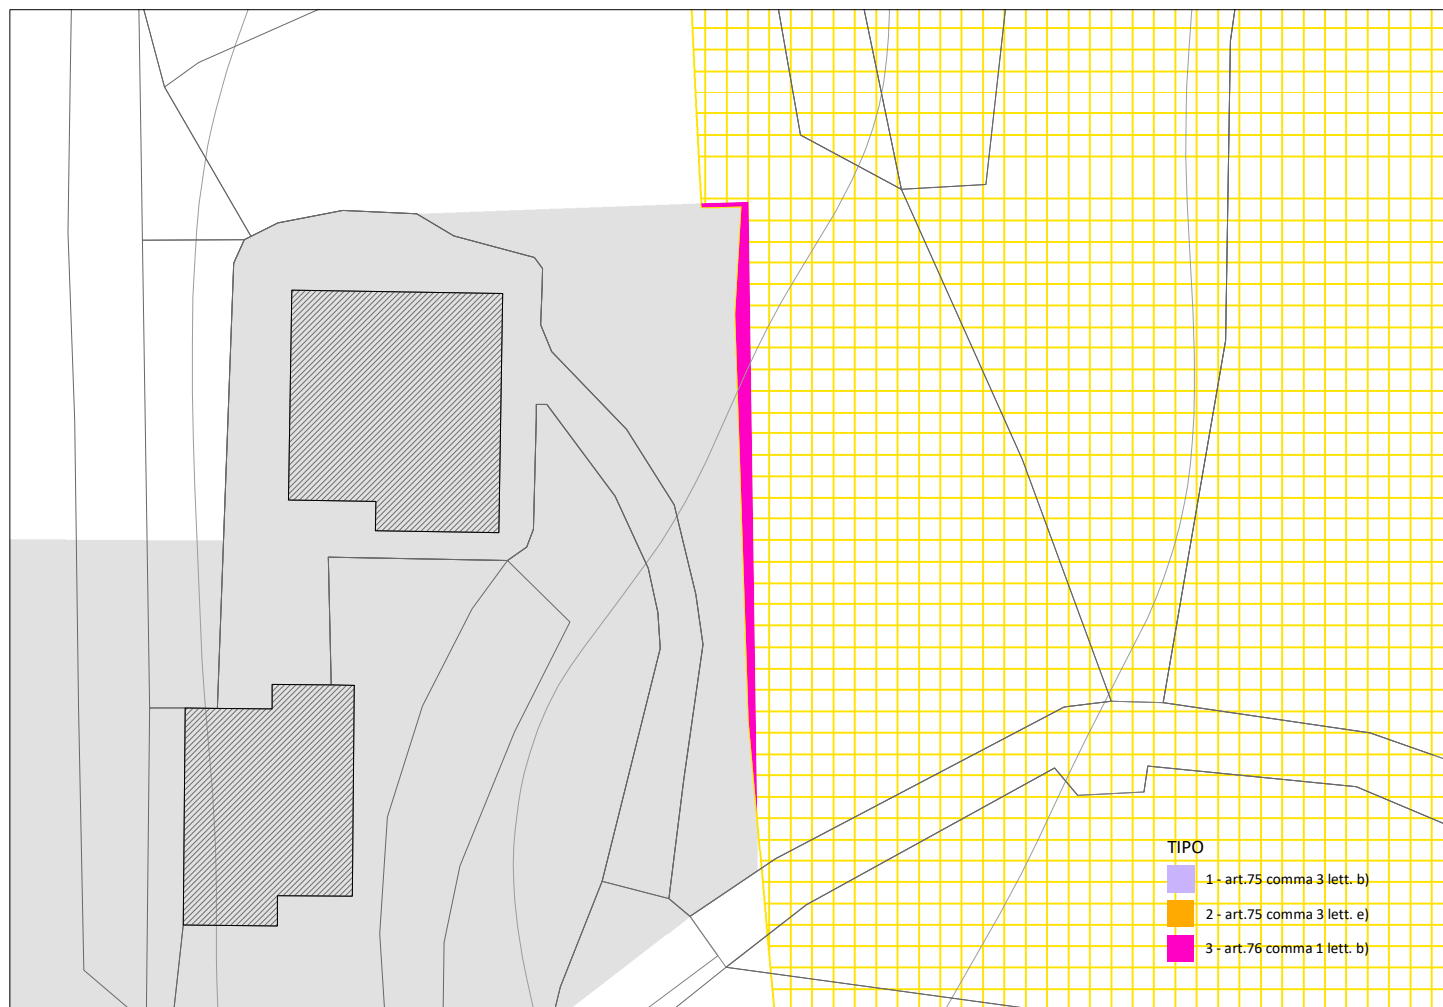 TIPO
1 - art.75 comma 3 lett. b)
2 - art.75 comma 3 lett. e)
3 - art.76 comma 1 lett. b)